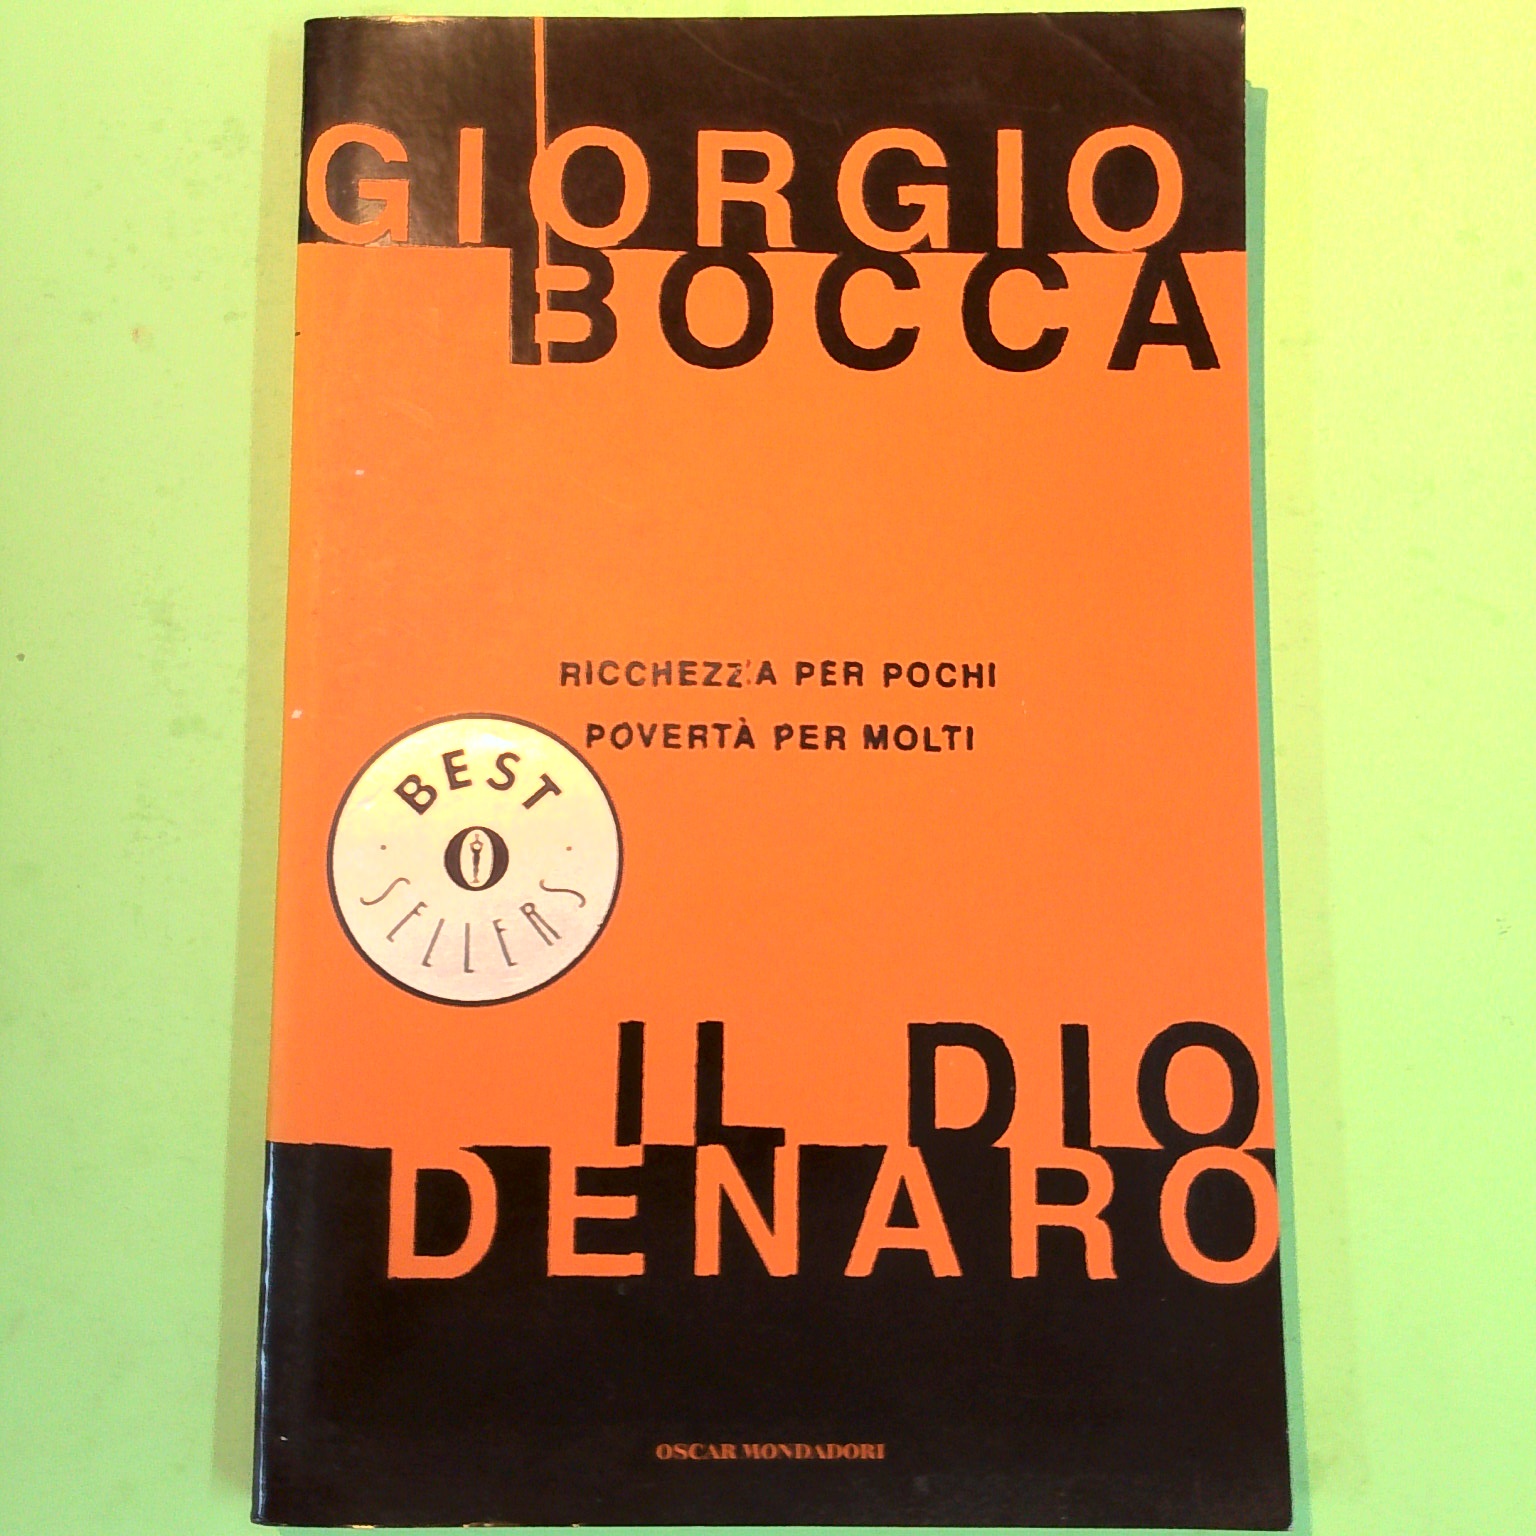 GIORGIO
BOCCA
RICCHEZZA PER POCHI
POVERTÀ PER MOLTI
BEST
O
SELLERS
IL DIO
DENARO
OSCAR MONDADORI